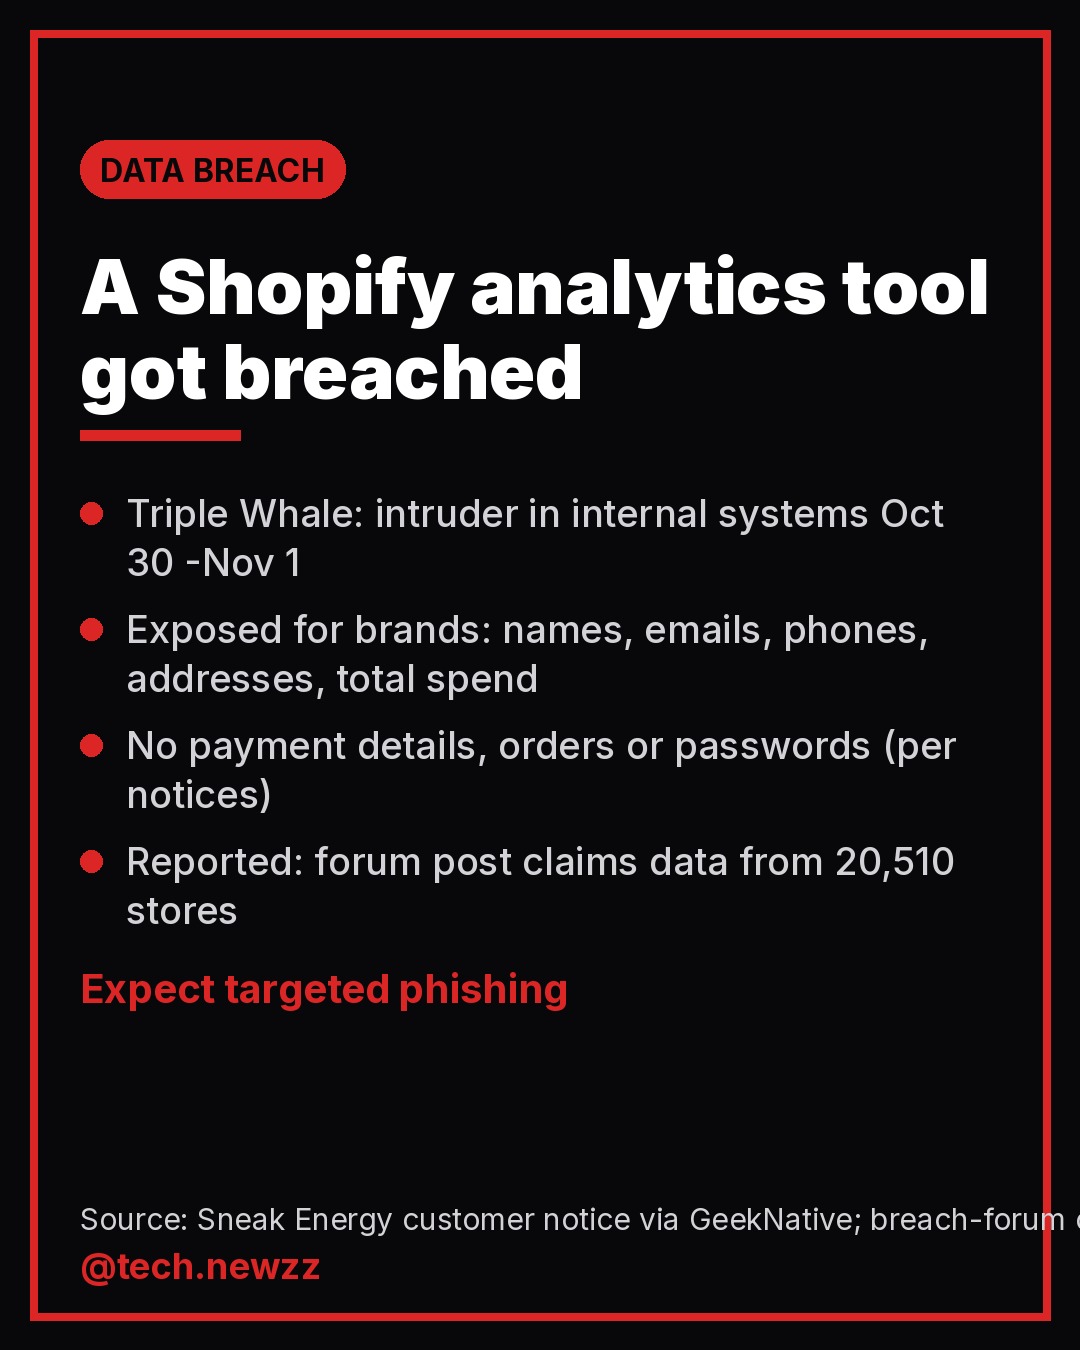 DATA BREACH
A Shopify analytics tool
got breached
Triple Whale: intruder in internal systems Oct
30 -Nov 1
Exposed for brands: names, emails, phones,
addresses, total spend
No payment details, orders or passwords (per
notices)
Reported: forum post claims data from 20,510
stores
Expect targeted phishing
Source: Sneak Energy customer notice via GeekNative; breach-forum
@tech.newzz